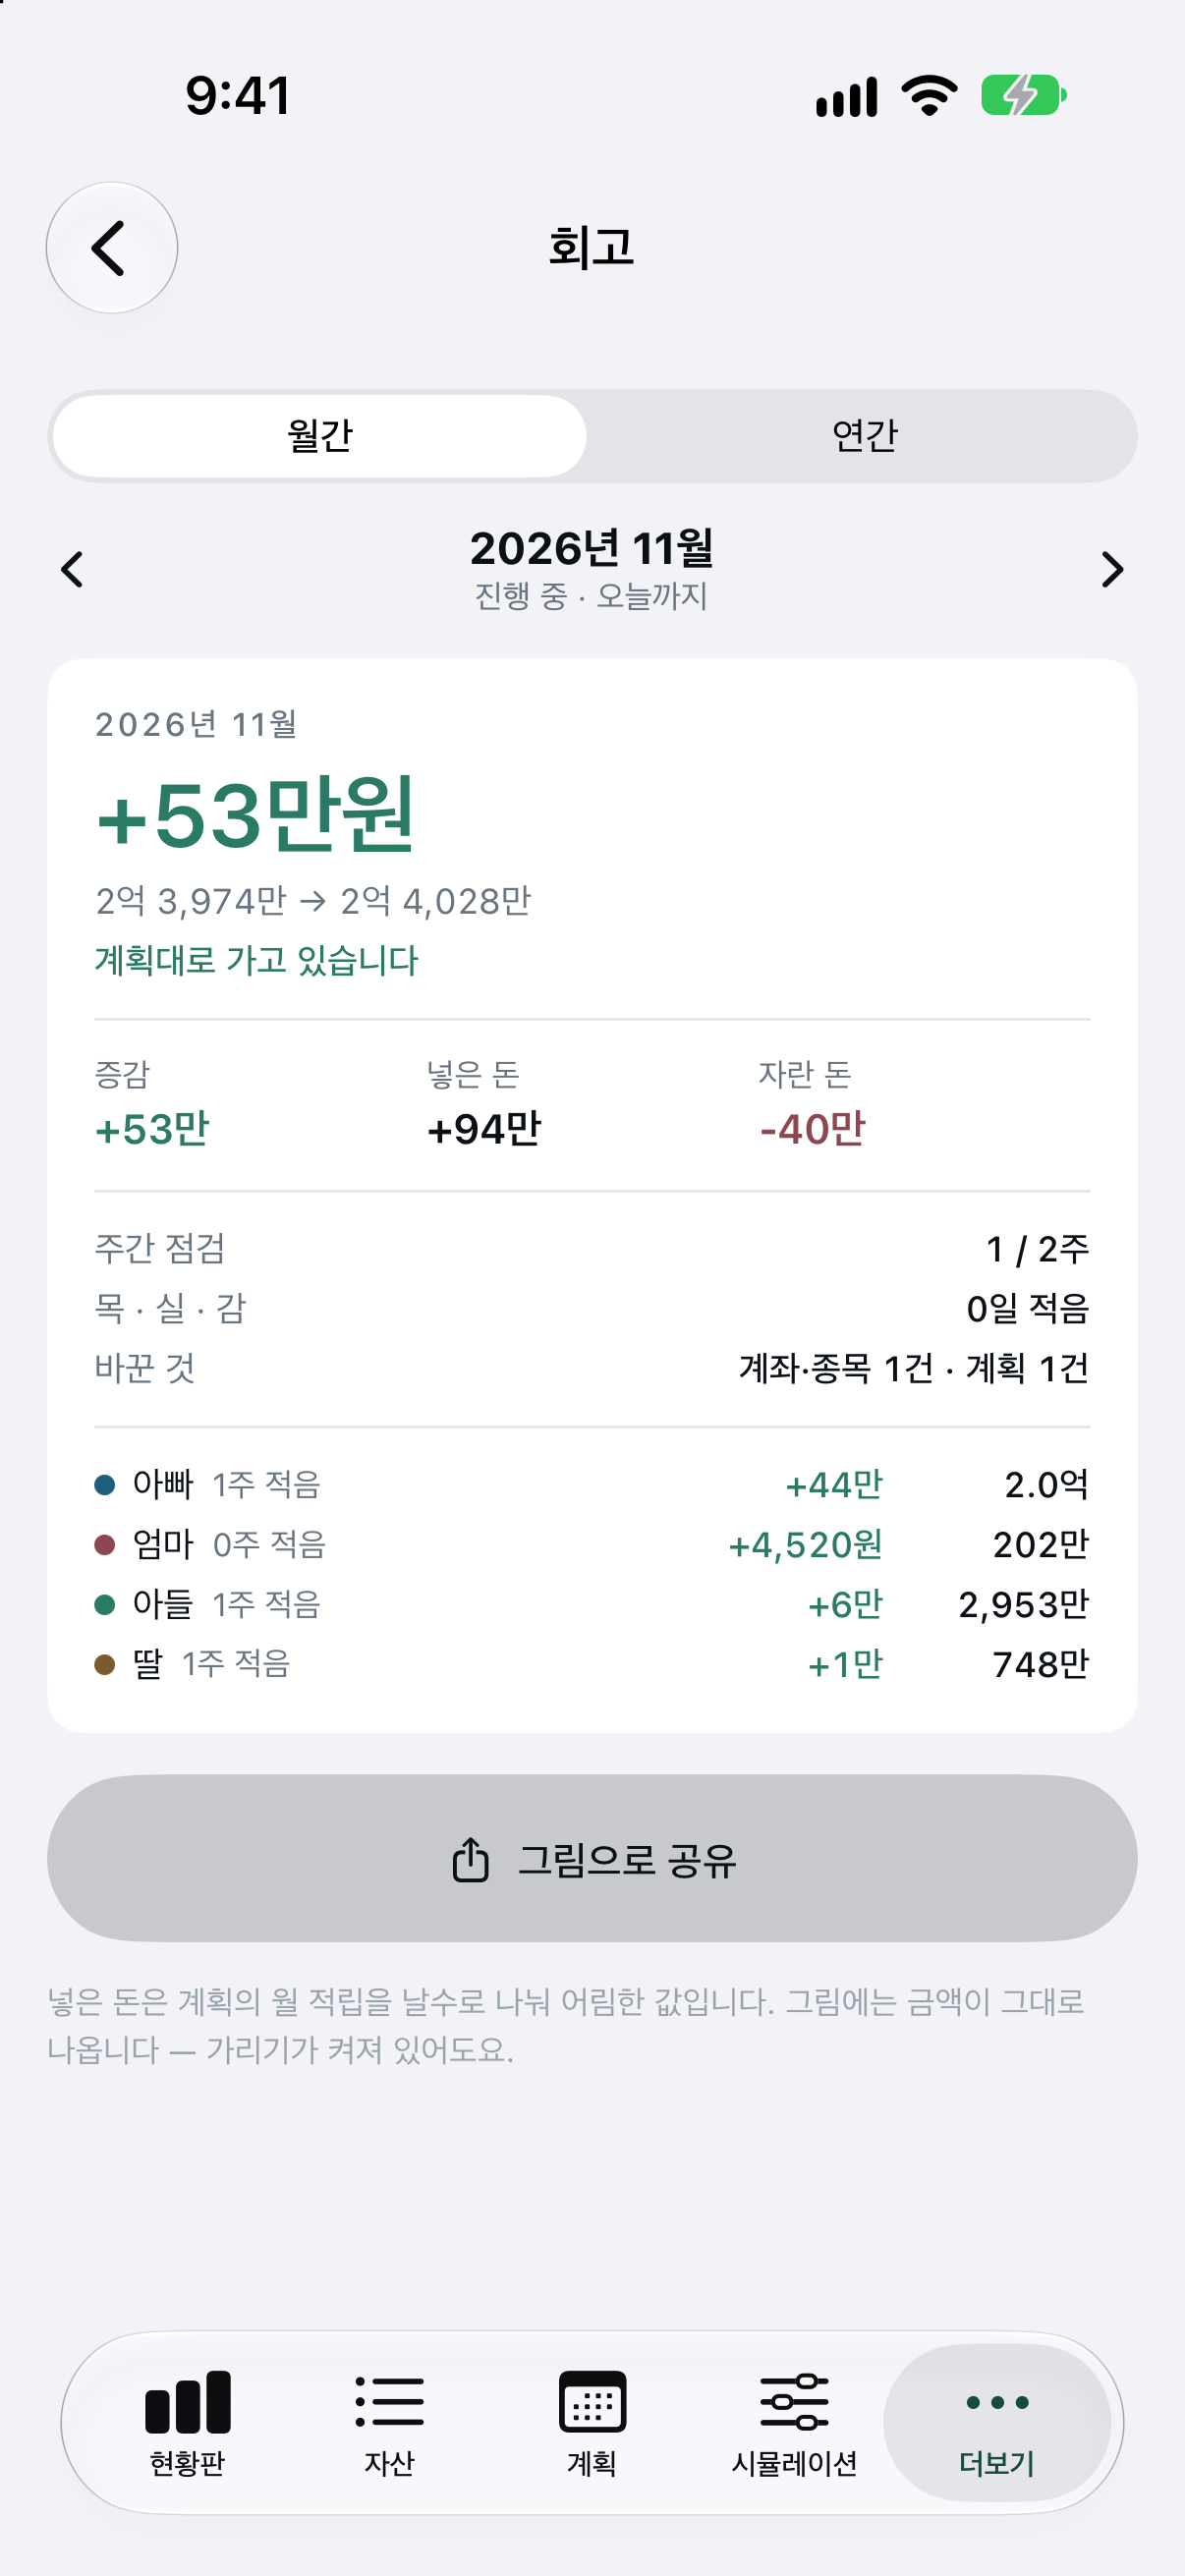 9:41
회고
월간 연간
2026년 11월
진행 중 · 오늘까지
2026년 11월
+53만원
2억 3,974만 → 2억 4,028만
계획대로 가고 있습니다
증감 넣은 돈 자란 돈
+53만 +94만 -40만
주간 점검 1 / 2주
목 · 실 · 감 0일 적음
바꾼 것 계좌·종목 1건 · 계획 1건
아빠 1주 적음 +44만 2.0억
엄마 0주 적음 +4,520원 202만
아들 1주 적음 +6만 2,953만
딸 1주 적음 +1만 748만
그림으로 공유
넣은 돈은 계획의 월 적립을 날수로 나눠 어림한 값입니다. 그림에는 금액이 그대로
나옵니다 — 가리기가 켜져 있어도요.
현황판 자산 계획 시뮬레이션 더보기